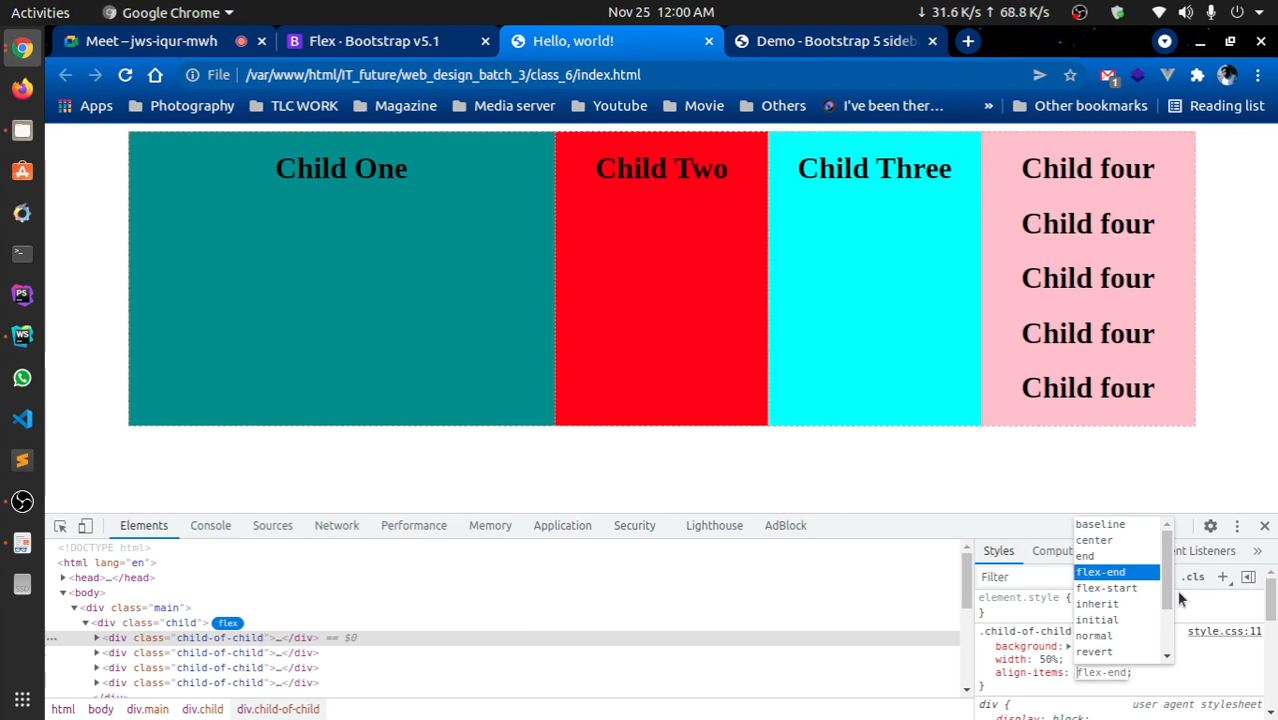 Activities Google Chrome Nov 25 12:00 AM ↓ 31.6 K/s ↑ 68.8 K/s
Meet – jws-iqur-mwh Flex · Bootstrap v5.1 Hello, world! Demo - Bootstrap 5 sideb
File /var/www/html/IT_future/web_design_batch_3/class_6/index.html 1
Apps Photography TLC WORK Magazine Media server Youtube Movie Others I've been ther... » Other bookmarks Reading list
Child One Child Two Child Three Child four
Child four
Child four
Child four
Child four
Elements Console Sources Network Performance Memory Application Security Lighthouse AdBlock
<!DOCTYPE html>
<html lang="en">
<head>…</head>
<body>
<div class="main">
<div class="child"> flex
<div class="child-of-child">…</div> == $0
<div class="child-of-child">…</div>
<div class="child-of-child">…</div>
<div class="child-of-child">…</div>
</div>
html body div.main div.child div.child-of-child
Styles Comput t Listeners »
Filter .cls
element.style {
}
.child-of-child style.css:11
background:
width: 50%;
align-items: flex-end;
}
div { user agent stylesheet
display: block;
baseline
center
end
flex-end
flex-start
inherit
initial
normal
revert
PS
WS